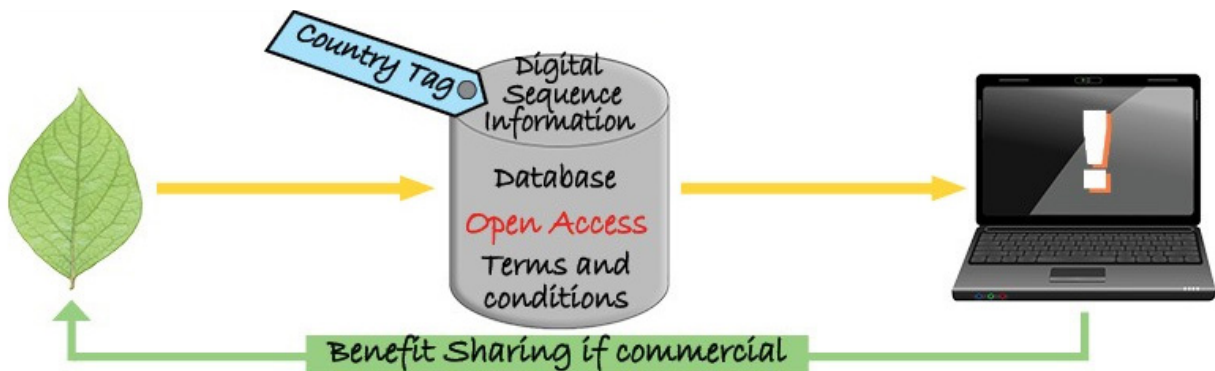 Country Tag
Digital
Sequence
Information
Database
Open Access
Terms and
conditions
!
Benefit Sharing if commercial